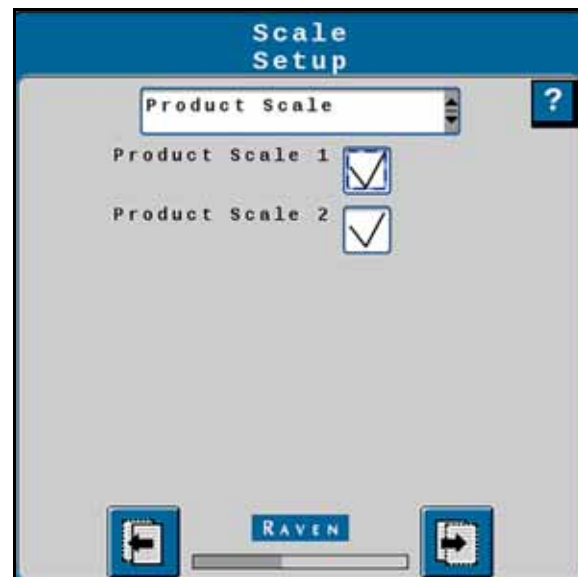 Scale
Setup
Product Scale
?
Product Scale 1
Product Scale 2
RAVEN